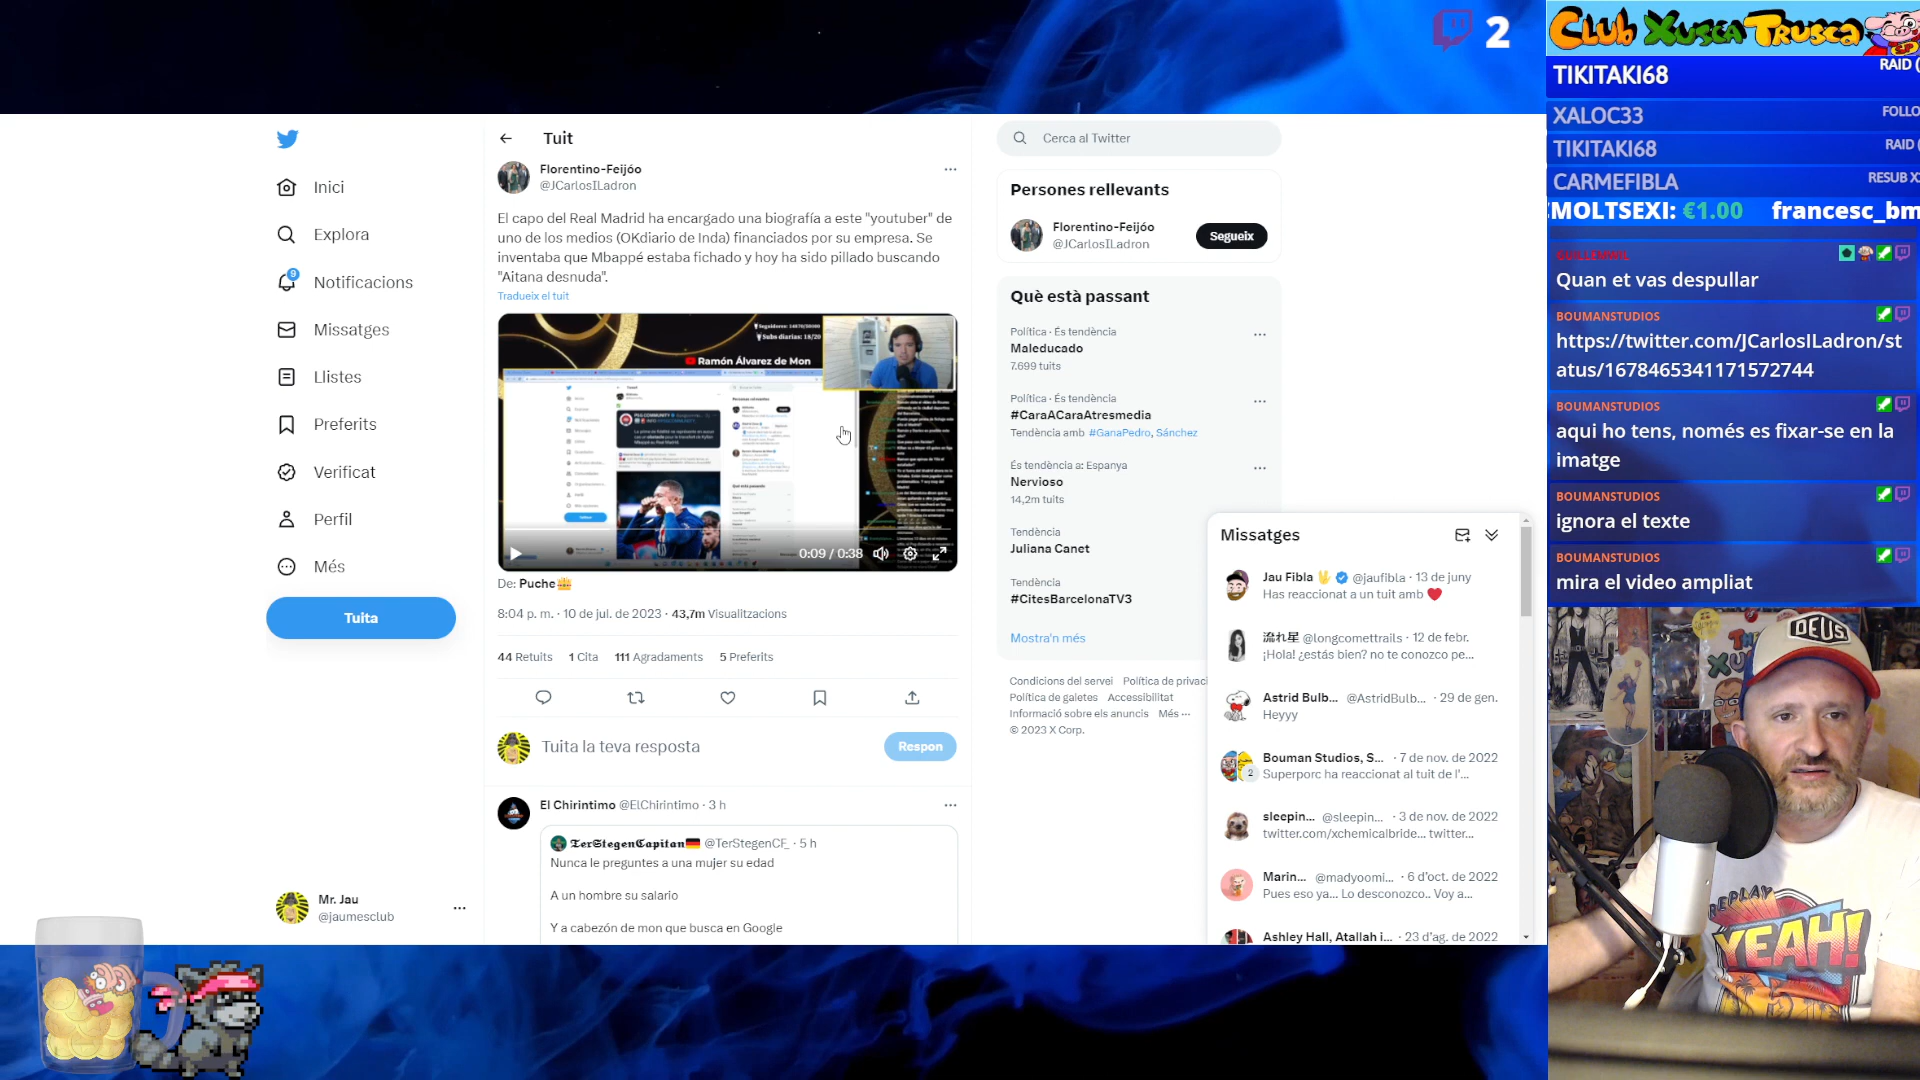 2
Club Xusca Trusca
TIKITAKI68
RAID (
XALOC33
FOLLO
TIKITAKI68
RAID (
CARMEFIBLA
RESUB X
MOLTSEXI: €1.00 francesc_bm
Quan et vas despullar
BOUMANSTUDIOS
https://twitter.com/JCarlosILadron/st
atus/1678465341171572744
BOUMANSTUDIOS
aqui ho tens, només es fixar-se en la
imatge
BOUMANSTUDIOS
ignora el texte
BOUMANSTUDIOS
mira el video ampliat
Inici
Explora
9
Notificacions
Missatges
Llistes
Preferits
Verificat
Perfil
Més
Tuita
Mr. Jau
@jaumesclub
Tuit
Florentino-Feijóo
@JCarlosILadron
El capo del Real Madrid ha encargado una biografía a este "youtuber" de
uno de los medios (OKdiario de Inda) financiados por su empresa. Se
inventaba que Mbappé estaba fichado y hoy ha sido pillado buscando
"Aitana desnuda".
Tradueix el tuit
Ramón Álvarez de Mon
0:09 / 0:38
De: Puche
8:04 p. m. · 10 de jul. de 2023 · 43,7m Visualitzacions
44 Retuits 1 Cita 111 Agradaments 5 Preferits
Tuita la teva resposta
Respon
El Chirintimo @ElChirintimo · 3 h
TerStegenCapitan @TerStegenCF_ · 5 h
Nunca le preguntes a una mujer su edad
A un hombre su salario
Y a cabezón de mon que busca en Google
Cerca al Twitter
Persones rellevants
Florentino-Feijóo
@JCarlosILadron
Segueix
Què està passant
Política · És tendència
Maleducado
7.699 tuits
Política · És tendència
#CaraACaraAtresmedia
Tendència amb #GanaPedro, Sánchez
És tendència a: Espanya
Nervioso
14,2m tuits
Tendència
Juliana Canet
Tendència
#CitesBarcelonaTV3
Mostra'n més
Condicions del servei Política de privaci
Política de galetes Accessibilitat
Informació sobre els anuncis Més
© 2023 X Corp.
Missatges
Jau Fibla @jaufibla · 13 de juny
Has reaccionat a un tuit amb
流れ星 @longcomettrails · 12 de febr.
¡Hola! ¿estás bien? no te conozco pe...
Astrid Bulb... @AstridBulb... · 29 de gen.
Heyyy
Bouman Studios, S... · 7 de nov. de 2022
2
Superporc ha reaccionat al tuit de l'...
sleepin... @sleepin... · 3 de nov. de 2022
twitter.com/xchemicalbride... twitter...
Marin... @madyoomi... · 6 d'oct. de 2022
Pues eso ya... Lo desconozco.. Voy a...
Ashley Hall, Atallah i... · 23 d'ag. de 2022
DEUS
REPLAY
YEAH!